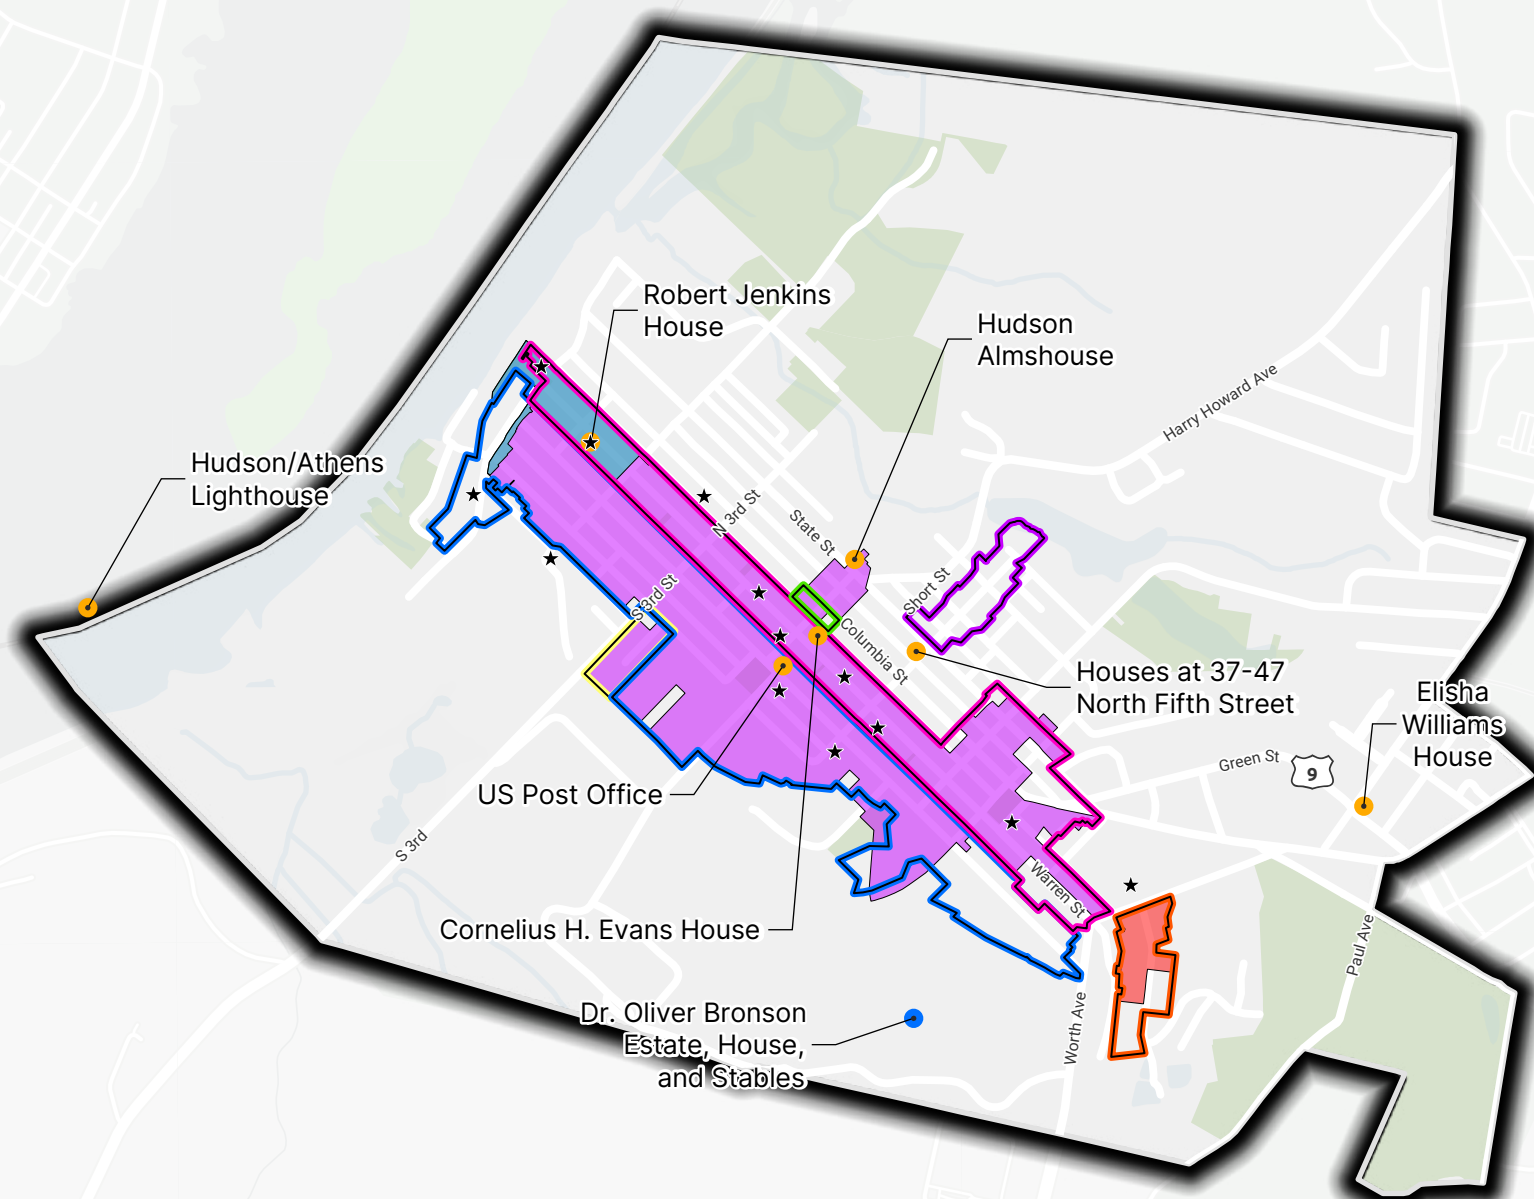 Robert Jenkins
House
Hudson
Almshouse
Harry Howard Ave
Hudson/Athens
Lighthouse
N 3rd St
State St
S 3rd St
Short St
Columbia St
Houses at 37-47
North Fifth Street
Elisha
Williams
House
Green St
9
US Post Office
S 3rd
Warren St
Cornelius H. Evans House
Paul Ave
Dr. Oliver Bronson
Estate, House,
and Stables
Worth Ave